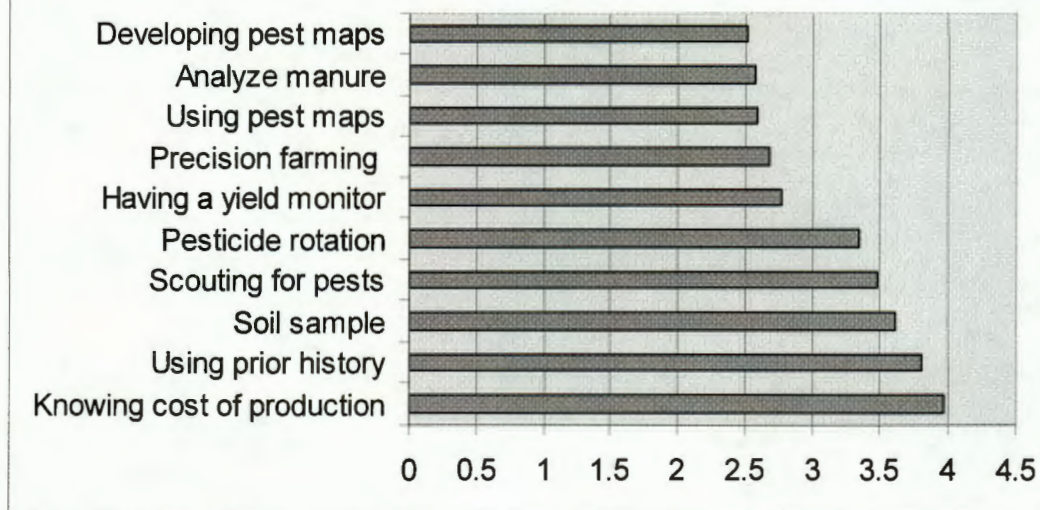 Developing pest maps
Analyze manure
Using pest maps
Precision farming
Having a yield monitor
Pesticide rotation
Scouting for pests
Soil sample
Using prior history
Knowing cost of production
0 0.5 1 1.5 2 2.5 3 3.5 4 4.5